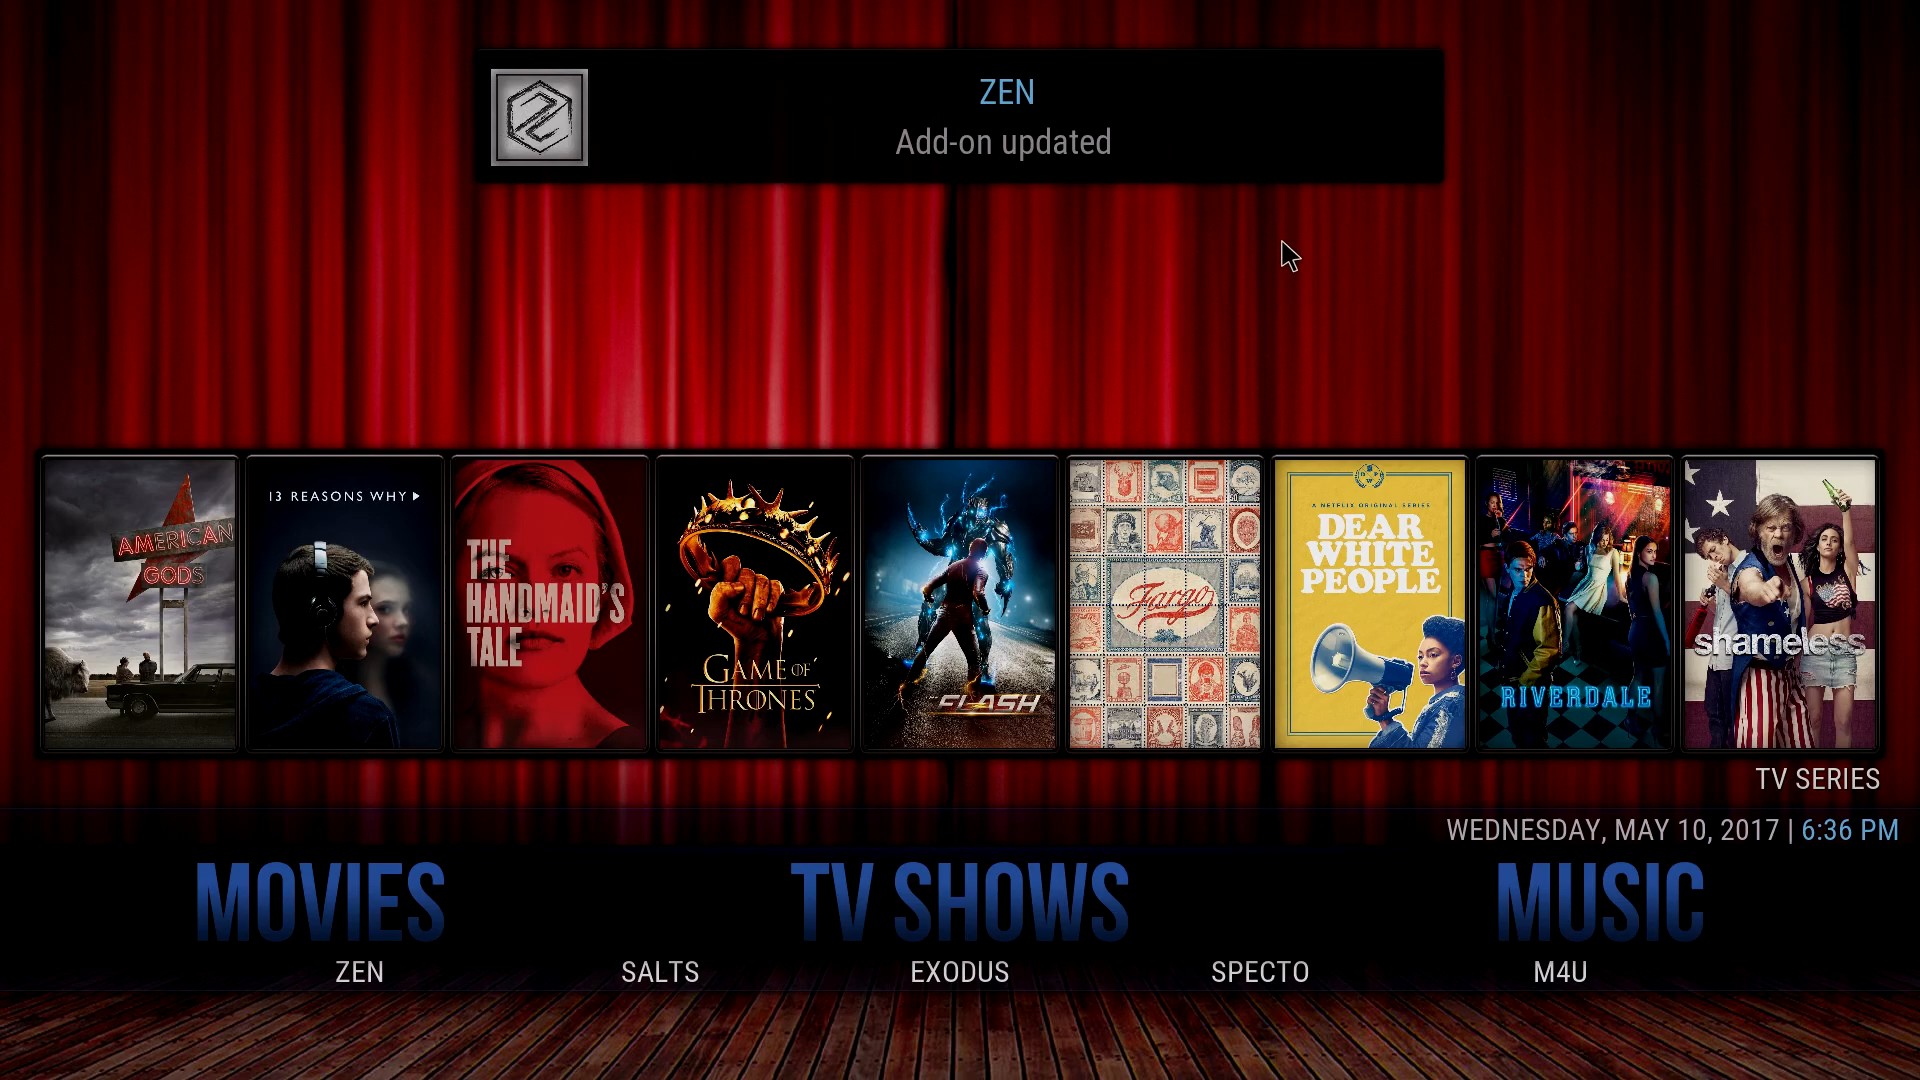 ZEN
Add-on updated
AMERICAN
GODS
13 REASONS WHY
THE
HANDMAID'S
TALE
GAME OF
THRONES
THE FLASH
Fargo
A NETFLIX ORIGINAL SERIES
DEAR
WHITE
PEOPLE
RIVERDALE
shameless
TV SERIES
WEDNESDAY, MAY 10, 2017 | 6:36 PM
MOVIES
TV SHOWS
MUSIC
ZEN
SALTS
EXODUS
SPECTO
M4U